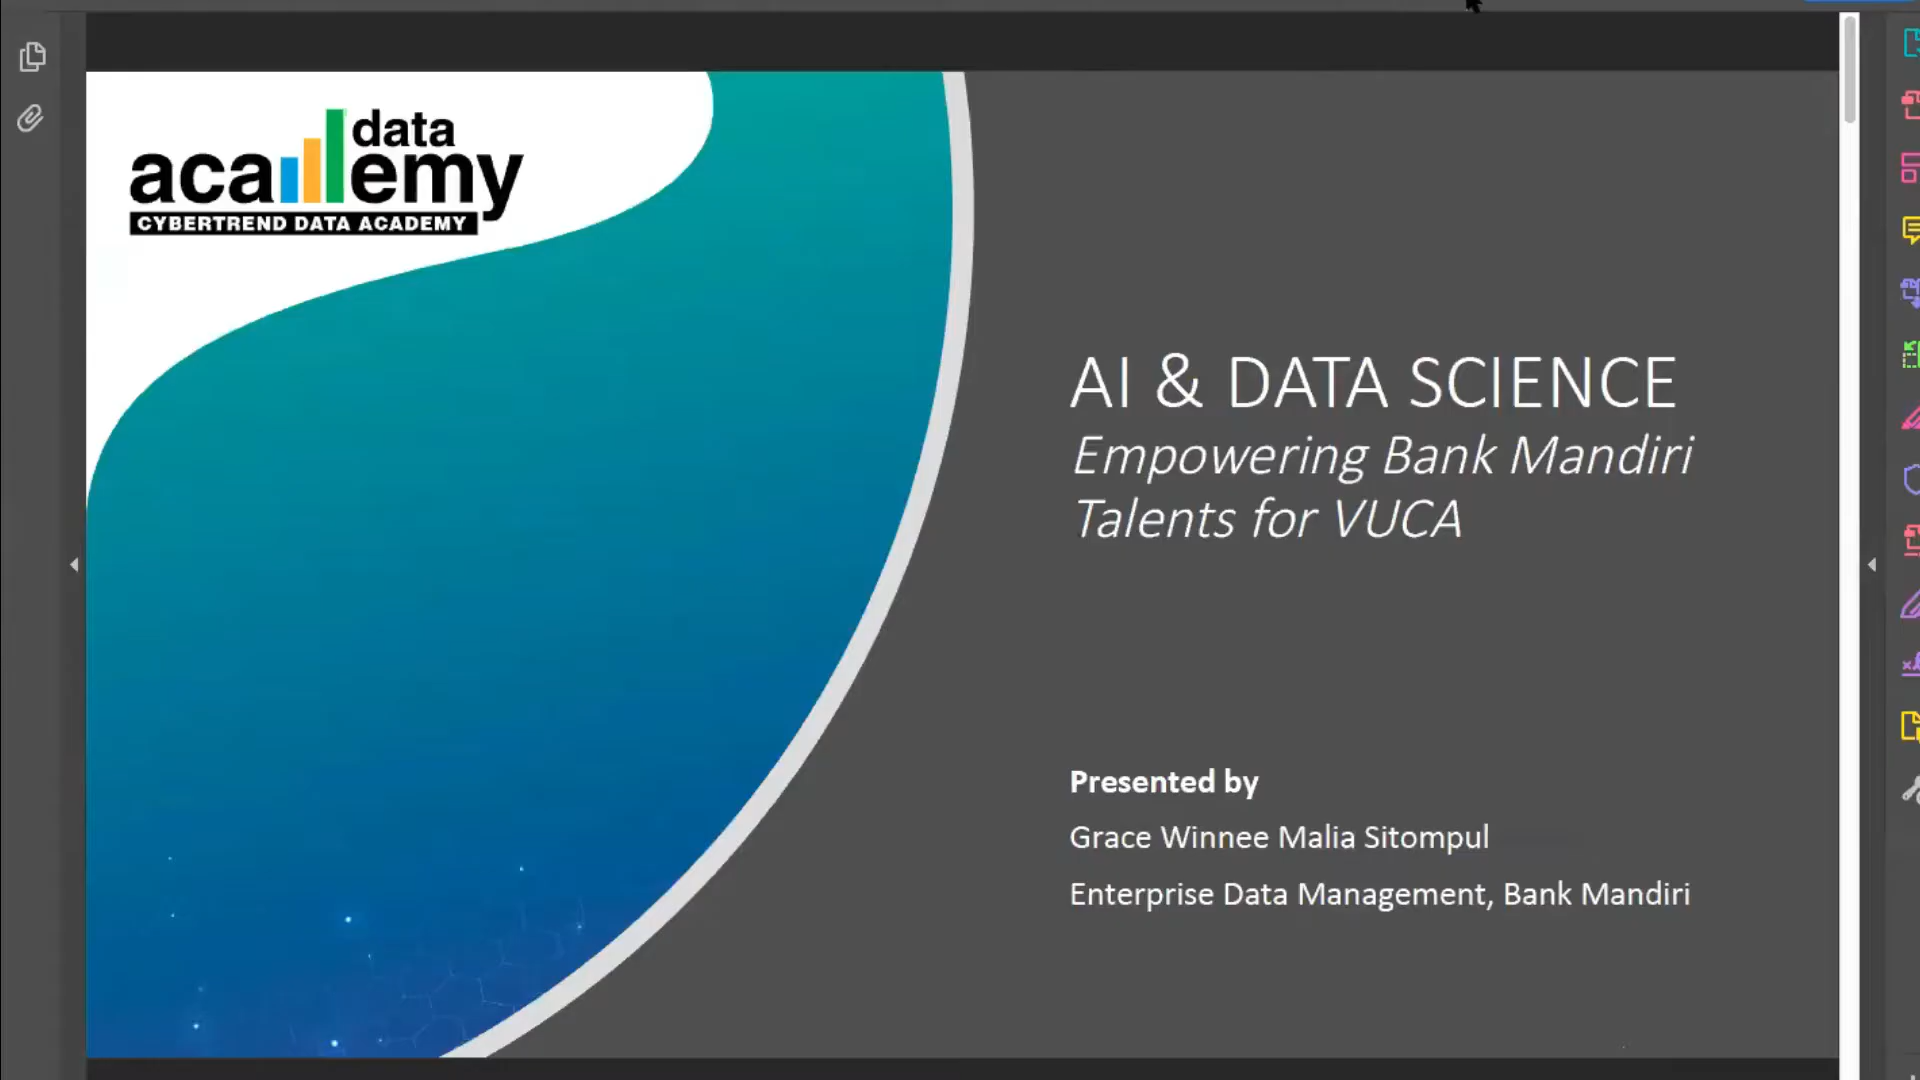 data
academy
CYBERTREND DATA ACADEMY
AI & DATA SCIENCE
Empowering Bank Mandiri
Talents for VUCA
Presented by
Grace Winnee Malia Sitompul
Enterprise Data Management, Bank Mandiri